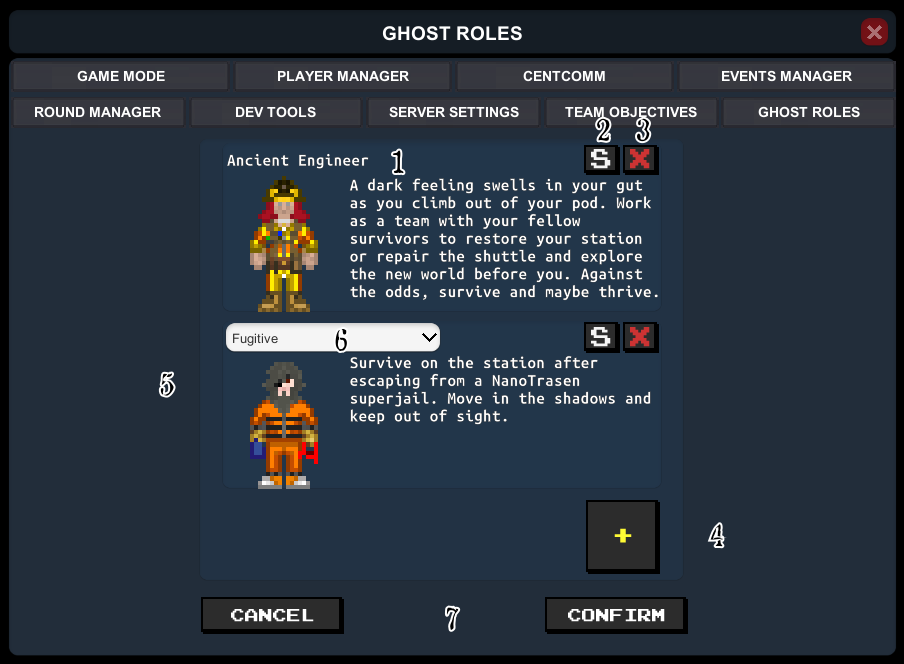 GHOST ROLES
GAME MODE
PLAYER MANAGER
CENTCOMM
EVENTS MANAGER
ROUND MANAGER
DEV TOOLS
SERVER SETTINGS
TEAM OBJECTIVES
GHOST ROLES
2
3
Ancient Engineer
1
S
X
A dark feeling swells in your gut
as you climb out of your pod. Work
as a team with your fellow
survivors to restore your station
or repair the shuttle and explore
the new world before you. Against
the odds, survive and maybe thrive.
Fugitive
6
S
X
5
Survive on the station after
escaping from a NanoTrasen
superjail. Move in the shadows and
keep out of sight.
+
4
CANCEL
7
CONFIRM